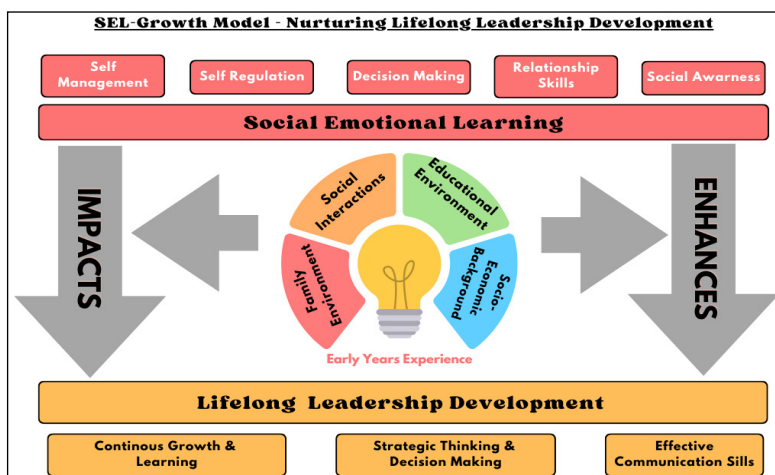 SEL-Growth Model - Nurturing Lifelong Leadership Development
Self
Management
Self Regulation
Decision Making
Relationship
Skills
Social Awarness
Social Emotional Learning
IMPACTS
Family
Environment
Social
Interactions
Educational
Environment
Socio-
Economic
Background
ENHANCES
Early Years Experience
Lifelong Leadership Development
Continous Growth &
Learning
Strategic Thinking &
Decision Making
Effective
Communication Sills